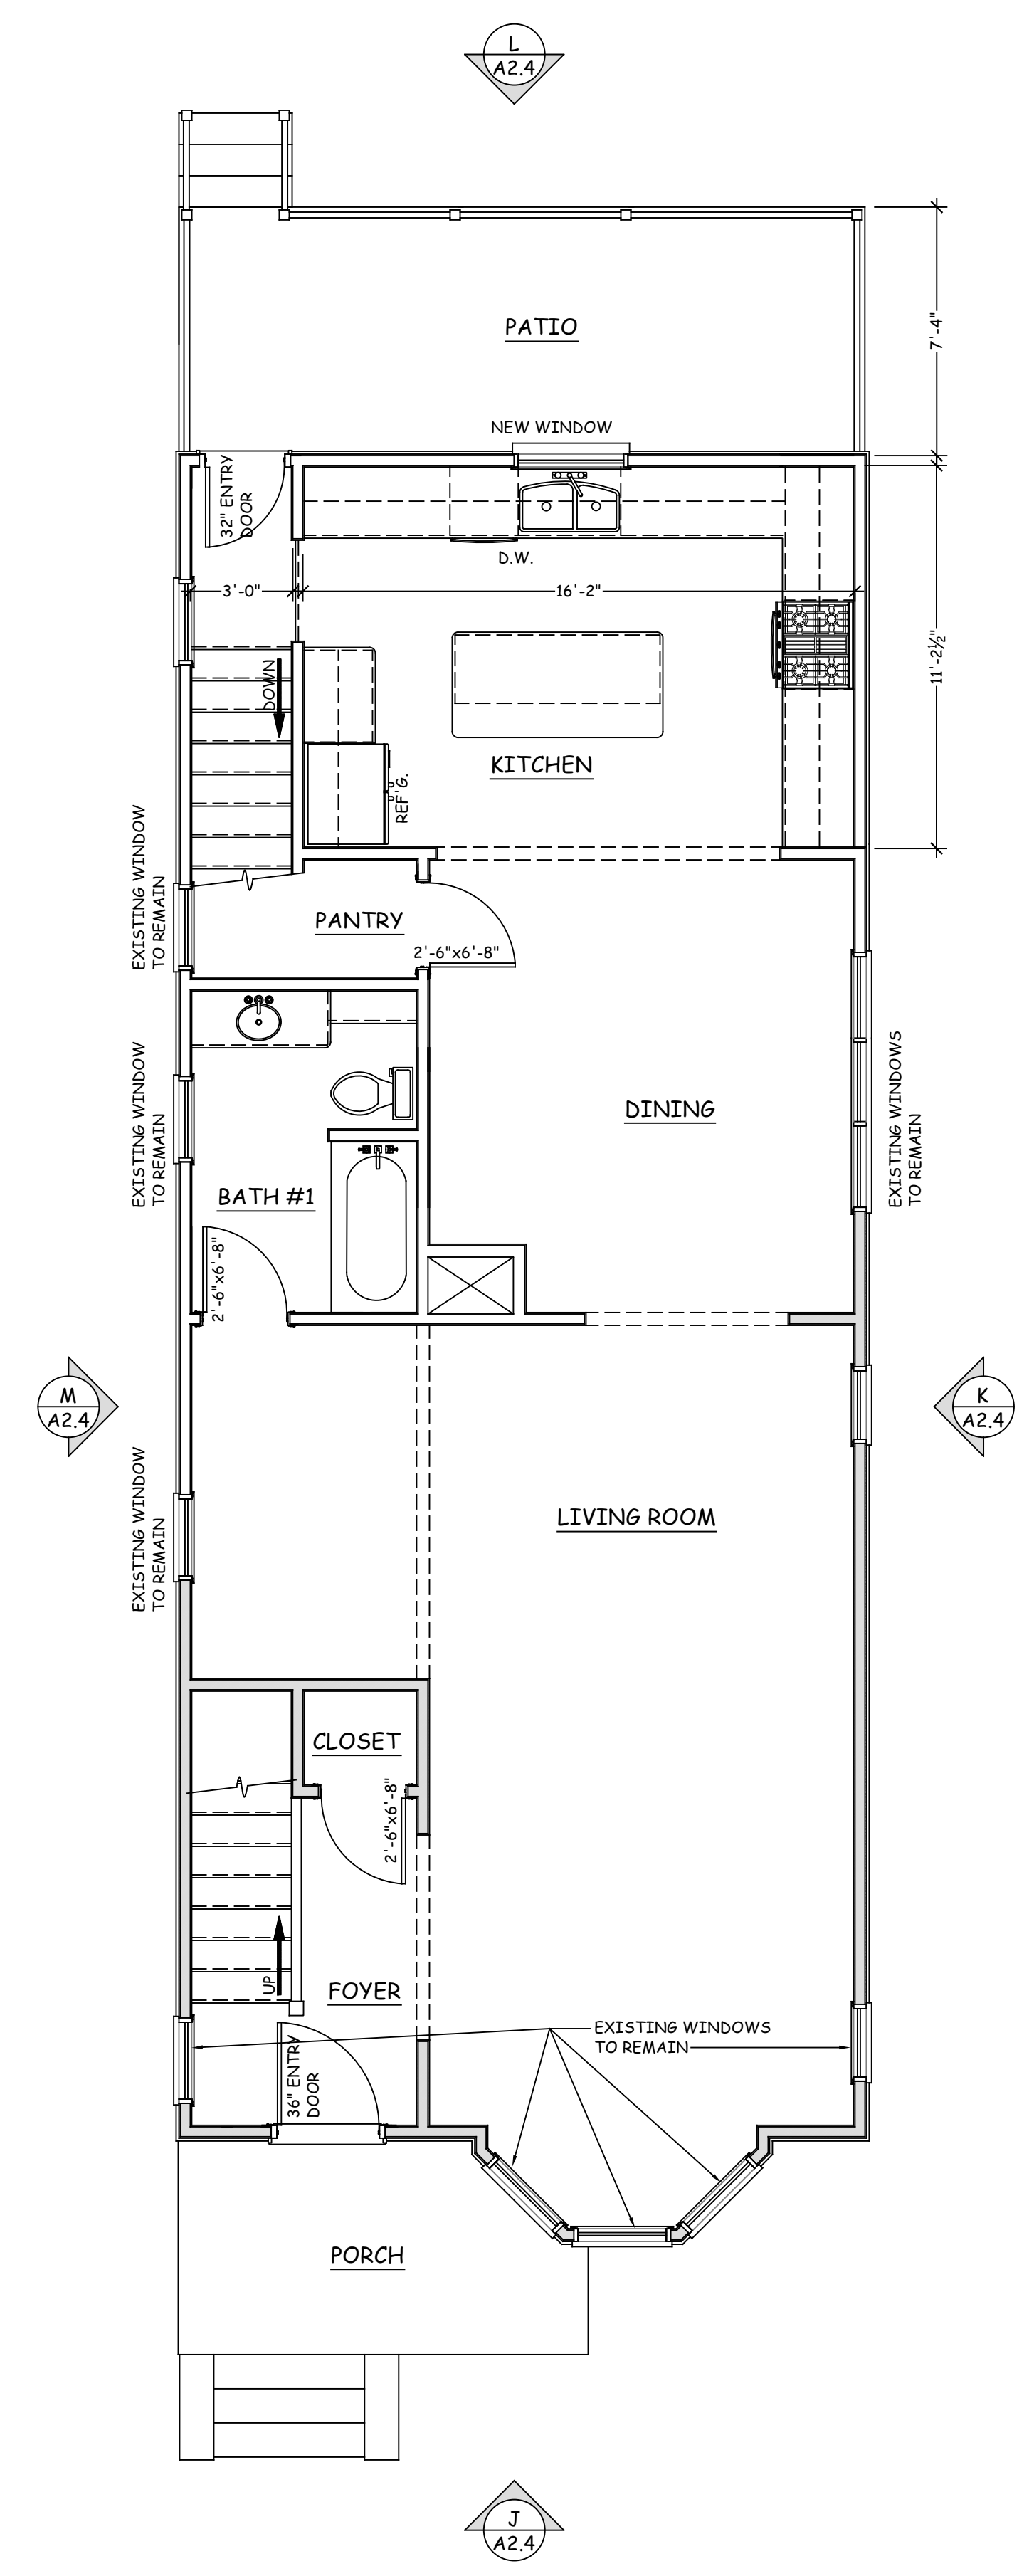 L
A2.4
PATIO
7'-4"
NEW WINDOW
32" ENTRY
DOOR
D.W.
3'-0"
16'-2"
11'-2½"
DOWN
KITCHEN
REF'G.
EXISTING WINDOW
TO REMAIN
PANTRY
2'-6"x6'-8"
EXISTING WINDOW
TO REMAIN
DINING
EXISTING WINDOWS
TO REMAIN
BATH #1
2'-6"x6'-8"
M
A2.4
K
A2.4
EXISTING WINDOW
TO REMAIN
LIVING ROOM
CLOSET
2'-6"x6'-8"
UP
FOYER
EXISTING WINDOWS
TO REMAIN
36" ENTRY
DOOR
PORCH
J
A2.4